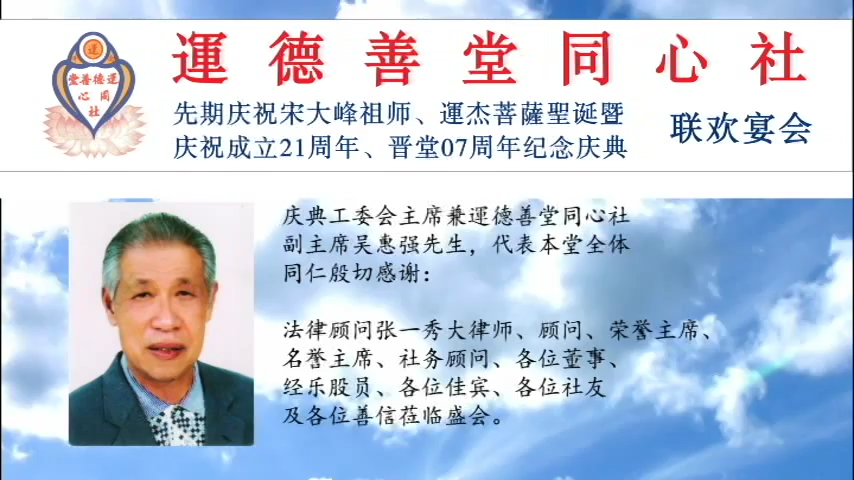 運德善堂同心社
運
堂善德運
心同
社
先期庆祝宋大峰祖师、運杰菩薩聖诞暨
庆祝成立21周年、晋堂07周年纪念庆典
联欢宴会
庆典工委会主席兼運德善堂同心社
副主席吴惠强先生，代表本堂全体
同仁殷切感谢：
法律顾问张一秀大律师、顾问、荣誉主席、
名誉主席、社务顾问、各位董事、
经乐股员、各位佳宾、各位社友
及各位善信莅临盛会。